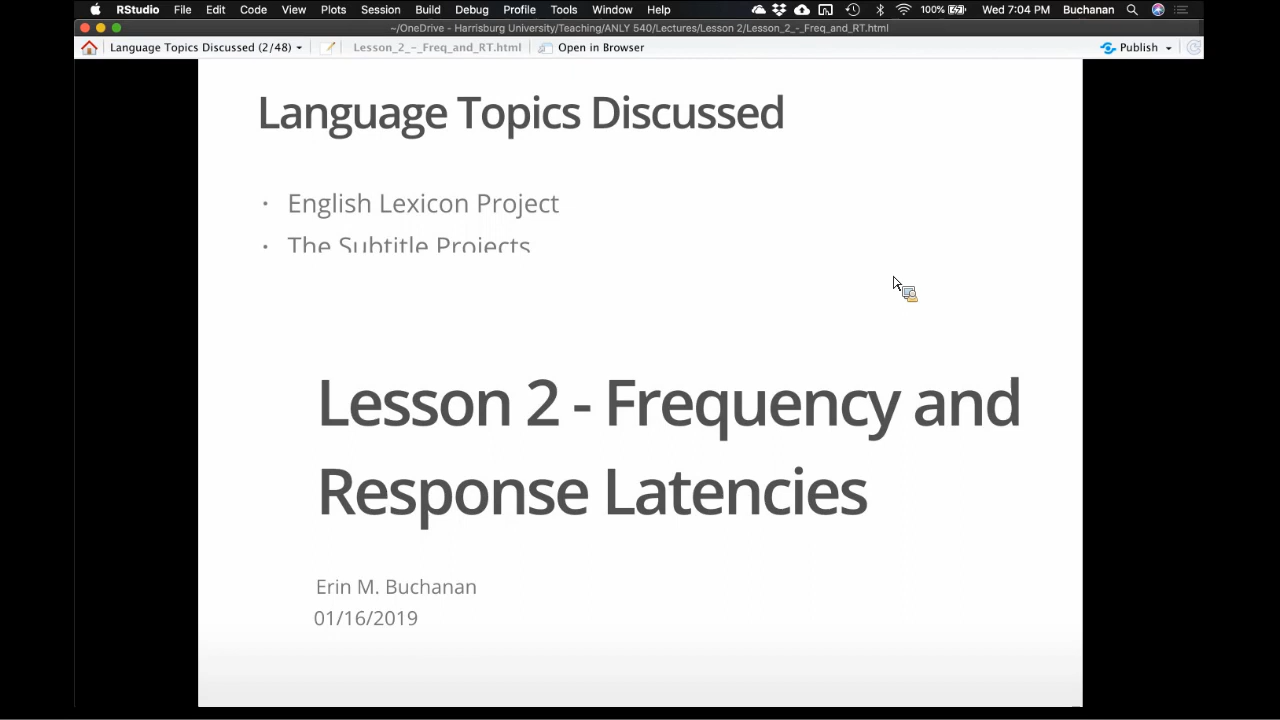 RStudio File Edit Code View Plots Session Build Debug Profile Tools Window Help 100% Wed 7:04 PM Buchanan
~/OneDrive - Harrisburg University/Teaching/ANLY 540/Lectures/Lesson 2/Lesson_2_-_Freq_and_RT.html
Language Topics Discussed (2/48) Lesson_2_-_Freq_and_RT.html Open in Browser Publish
Language Topics Discussed
• English Lexicon Project
• The Subtitle Projects
Lesson 2 - Frequency and
Response Latencies
Erin M. Buchanan
01/16/2019